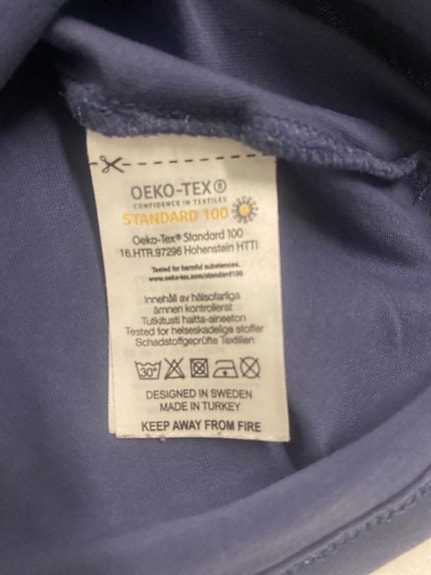 OEKO-TEX®
CONFIDENCE IN TEXTILES
STANDARD 100
Oeko-Tex® Standard 100
16.HTR.97296 Hohenstein HTTI
Tested for harmful substances.
www.oeko-tex.com/standard100
Innehåll av hälsofarliga
ämnen kontrollerat
Tutkitusti haitta-aineeton
Tested for helseskadelige stoffer
Schadstoffgeprüfte Textilien
30°
DESIGNED IN SWEDEN
MADE IN TURKEY
KEEP AWAY FROM FIRE